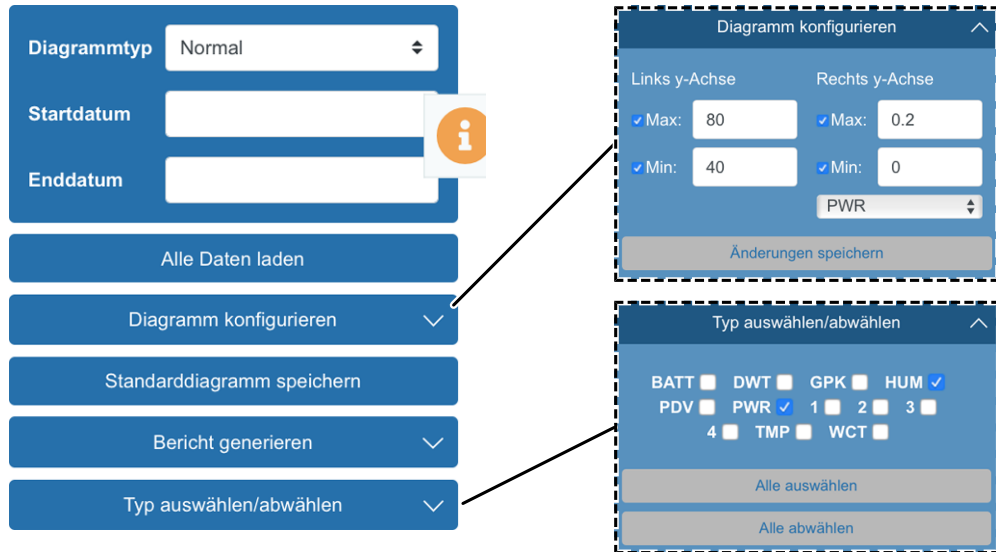 Diagrammtyp Normal
Startdatum
Enddatum
Alle Daten laden
Diagramm konfigurieren
Standarddiagramm speichern
Bericht generieren
Typ auswählen/abwählen
Diagramm konfigurieren
Links y-Achse Rechts y-Achse
Max: 80 Max: 0.2
Min: 40 Min: 0
PWR
Änderungen speichern
Typ auswählen/abwählen
BATT DWT GPK HUM
PDV PWR 1 2 3
4 TMP WCT
Alle auswählen
Alle abwählen